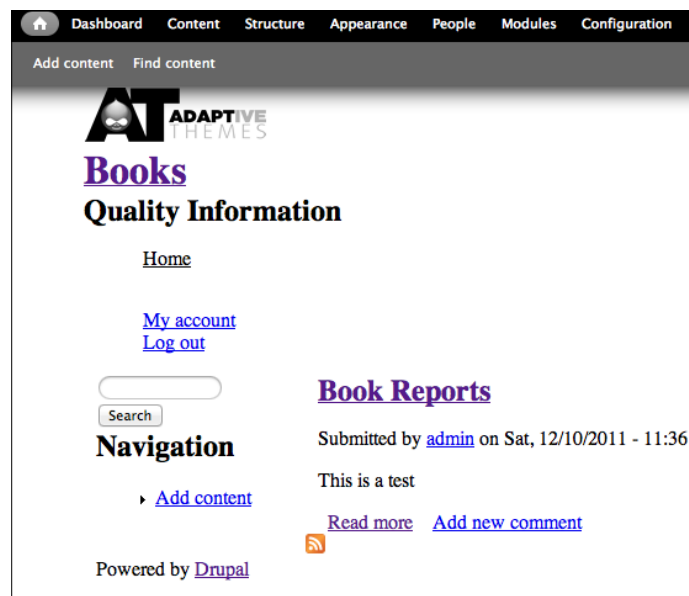 Dashboard Content Structure Appearance People Modules Configuration
Add content Find content
AT ADAPTIVE
THEMES
Books
Quality Information
Home
My account
Log out
Search
Navigation
Add content
Powered by Drupal
Book Reports
Submitted by admin on Sat, 12/10/2011 - 11:36
This is a test
Read more Add new comment